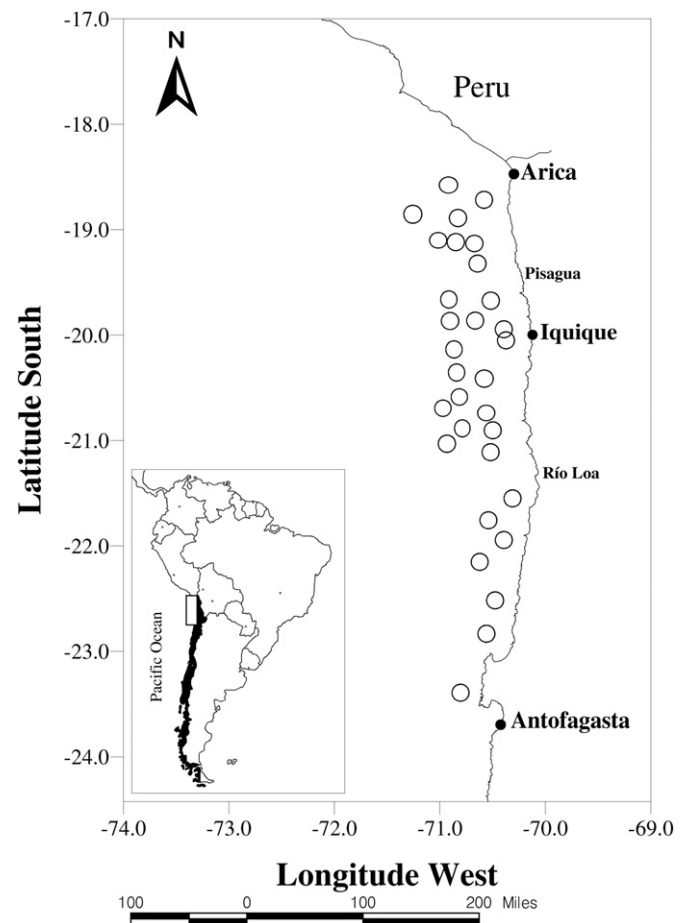 -17.0
N
Peru
-18.0
Arica
-19.0
Pisagua
-20.0
Iquique
Latitude South
-21.0
Río Loa
-22.0
Pacific Ocean
-23.0
Antofagasta
-24.0
-74.0 -73.0 -72.0 -71.0 -70.0 -69.0
Longitude West
100 0 100 200 Miles